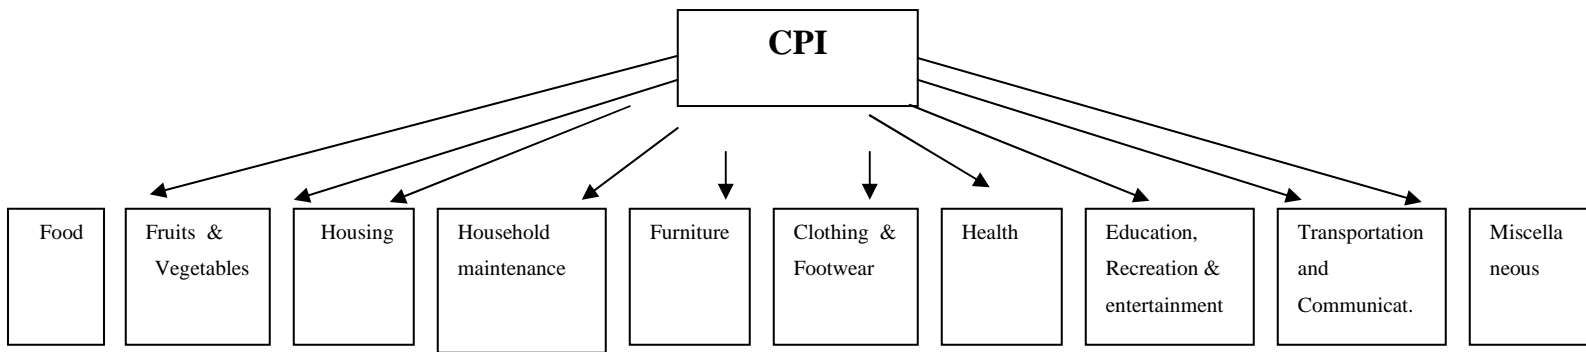 CPI
Food
Fruits &
Vegetables
Housing
Household
maintenance
Furniture
Clothing &
Footwear
Health
Education,
Recreation &
entertainment
Transportation
and
Communicat.
Miscella
neous